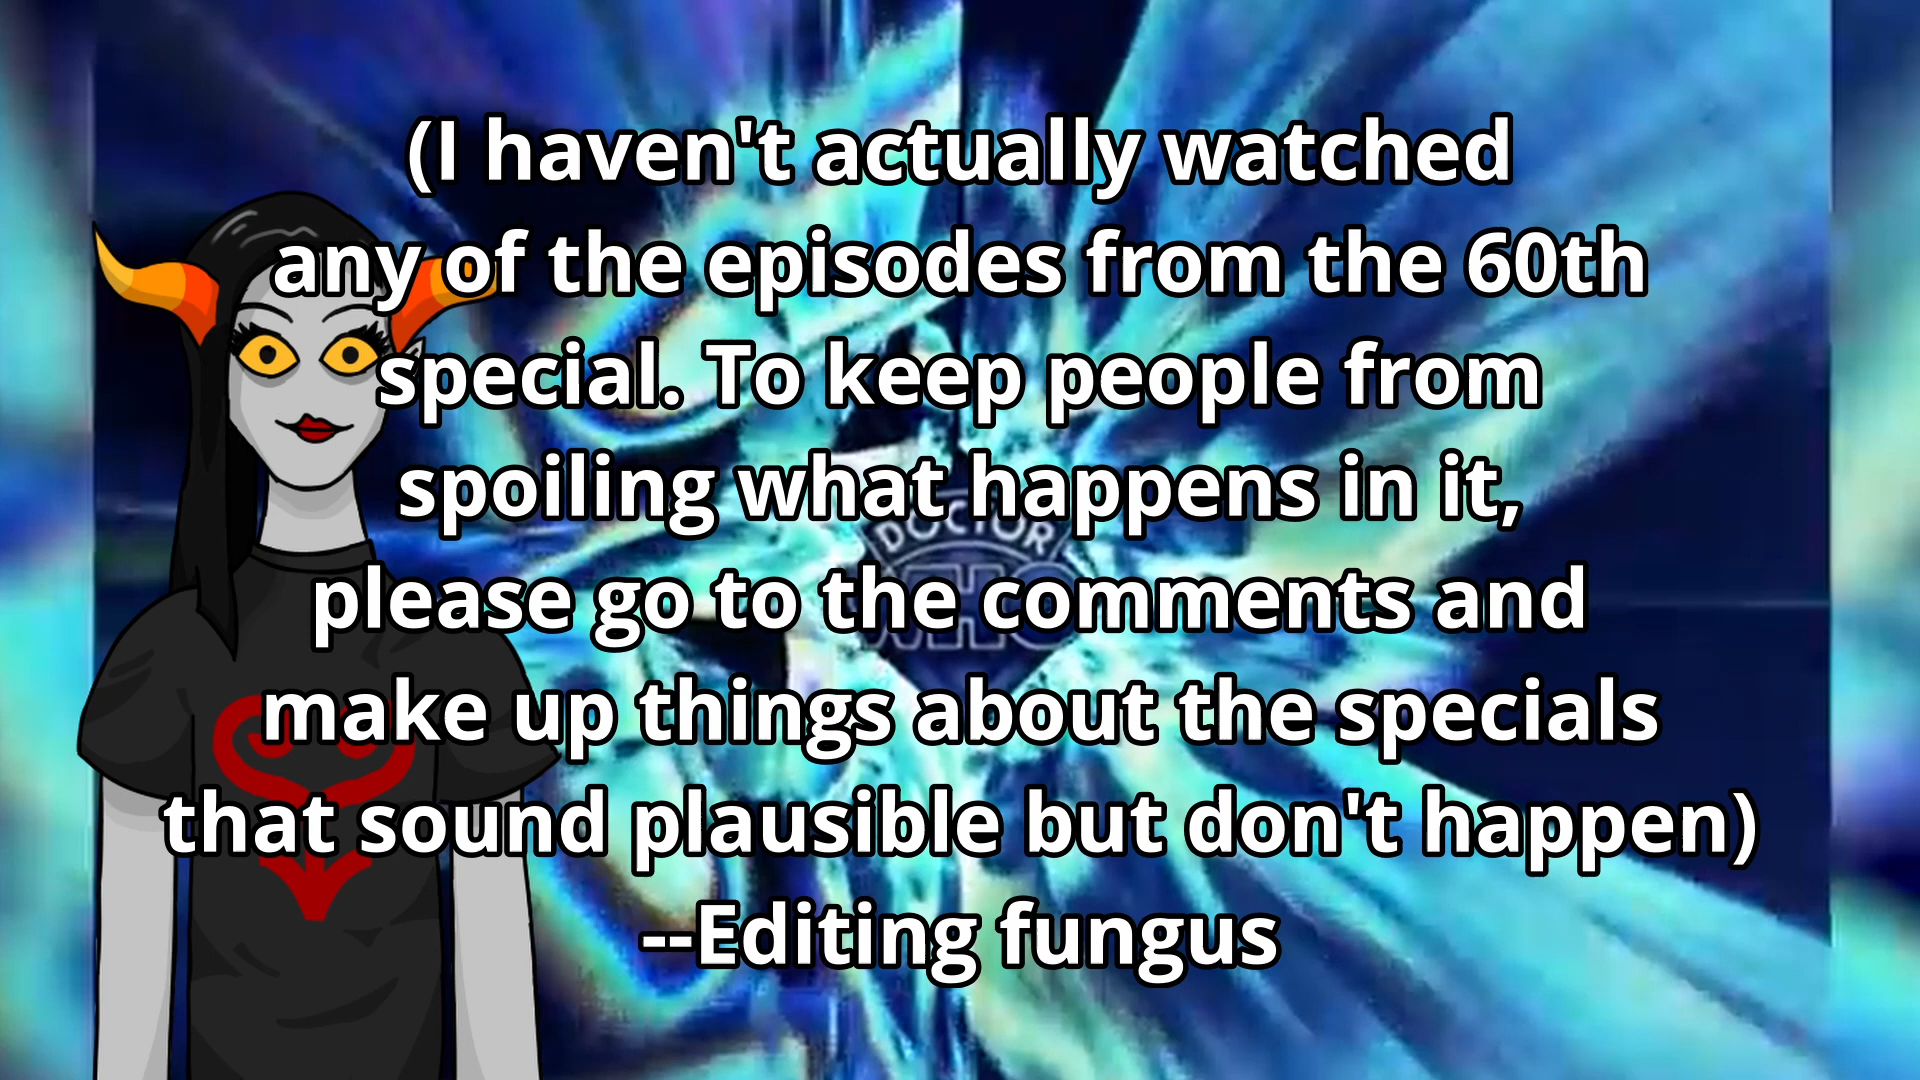 (I haven't actually watched
any of the episodes from the 60th
special. To keep people from
spoiling what happens in it,
please go to the comments and
make up things about the specials
that sound plausible but don't happen)
--Editing fungus
DOCTOR
WHO